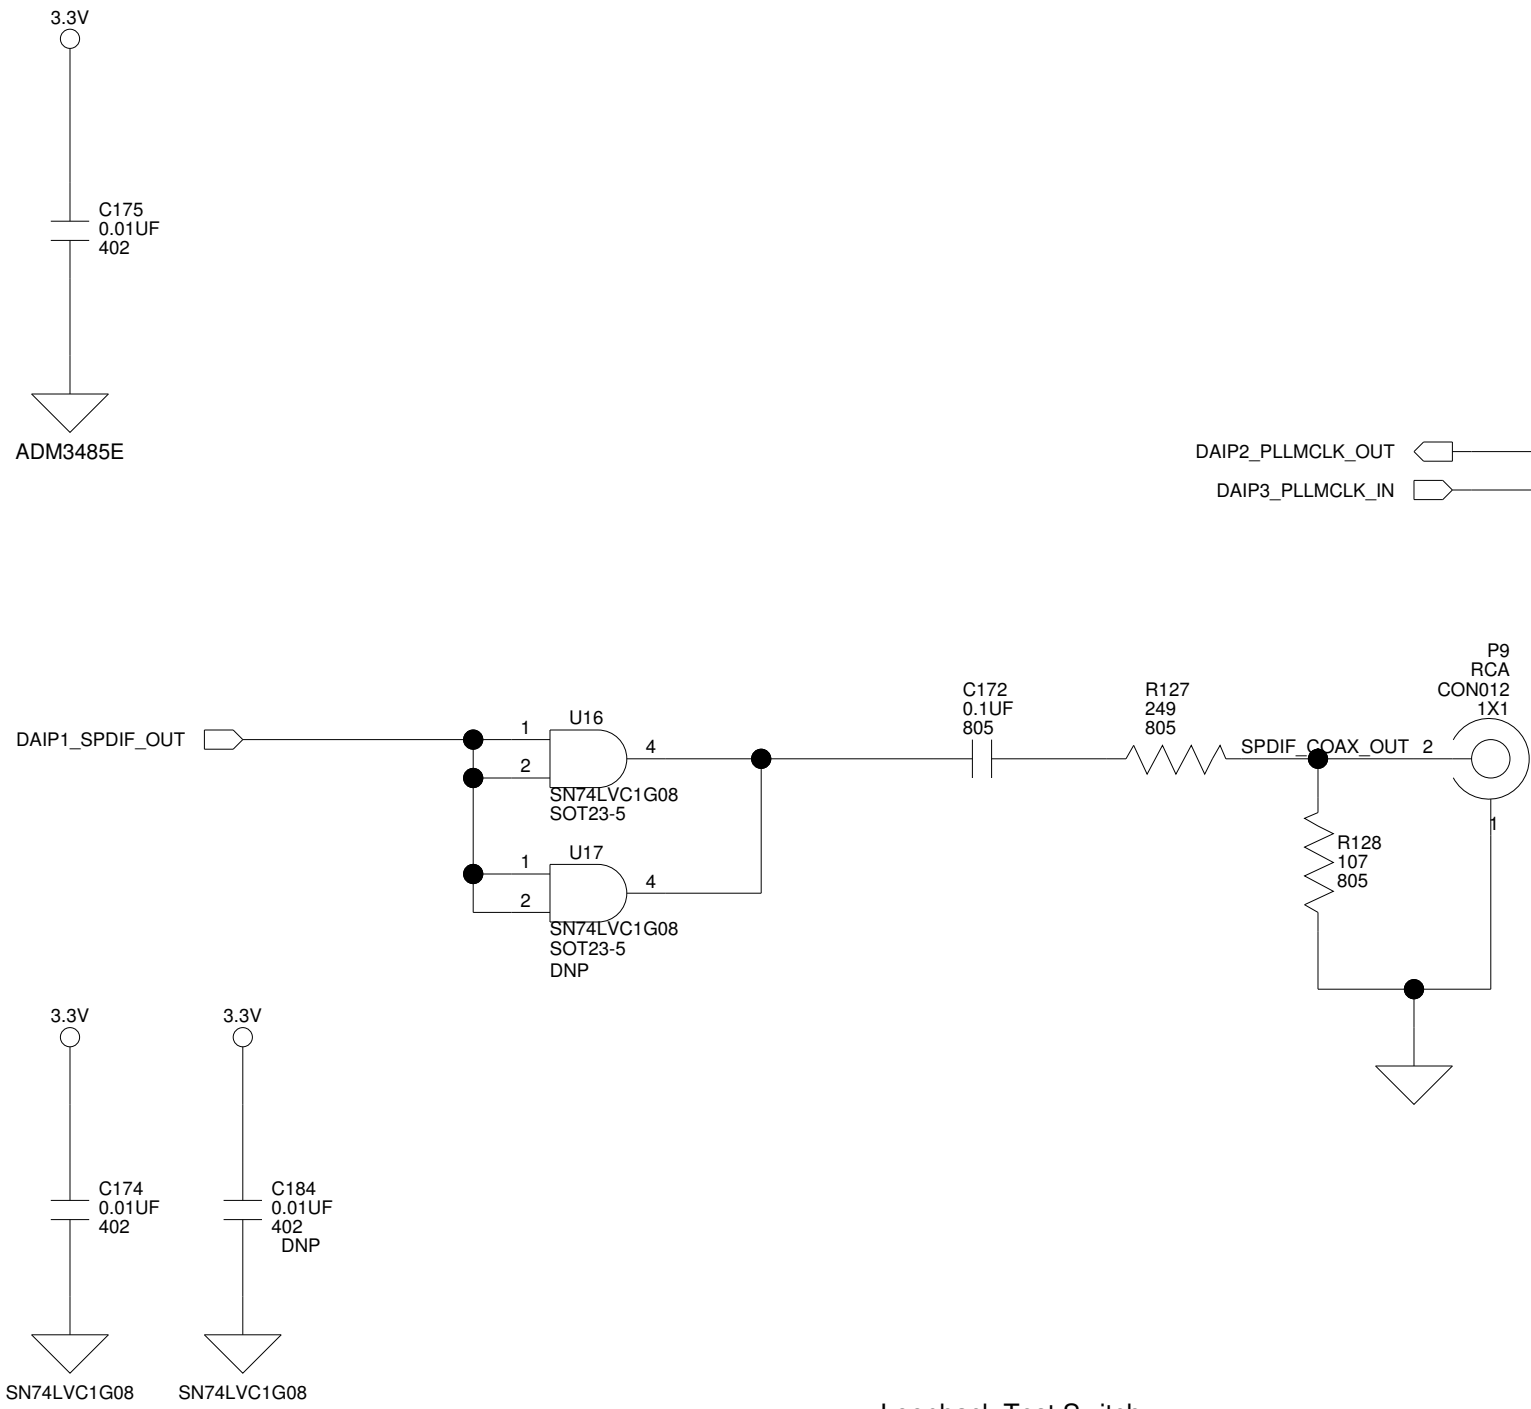 3.3V
C175
0.01UF
402
ADM3485E
DAIP2_PLLMCLK_OUT
DAIP3_PLLMCLK_IN
P9
RCA
CON012
1X1
C172
0.1UF
805
R127
249
805
DAIP1_SPDIF_OUT
1
2
U16
4
SN74LVC1G08
SOT23-5
SPDIF_COAX_OUT 2
1
R128
107
805
1
2
U17
4
SN74LVC1G08
SOT23-5
DNP
3.3V
3.3V
C174
0.01UF
402
C184
0.01UF
402
DNP
SN74LVC1G08
SN74LVC1G08
Loopback Test Switch